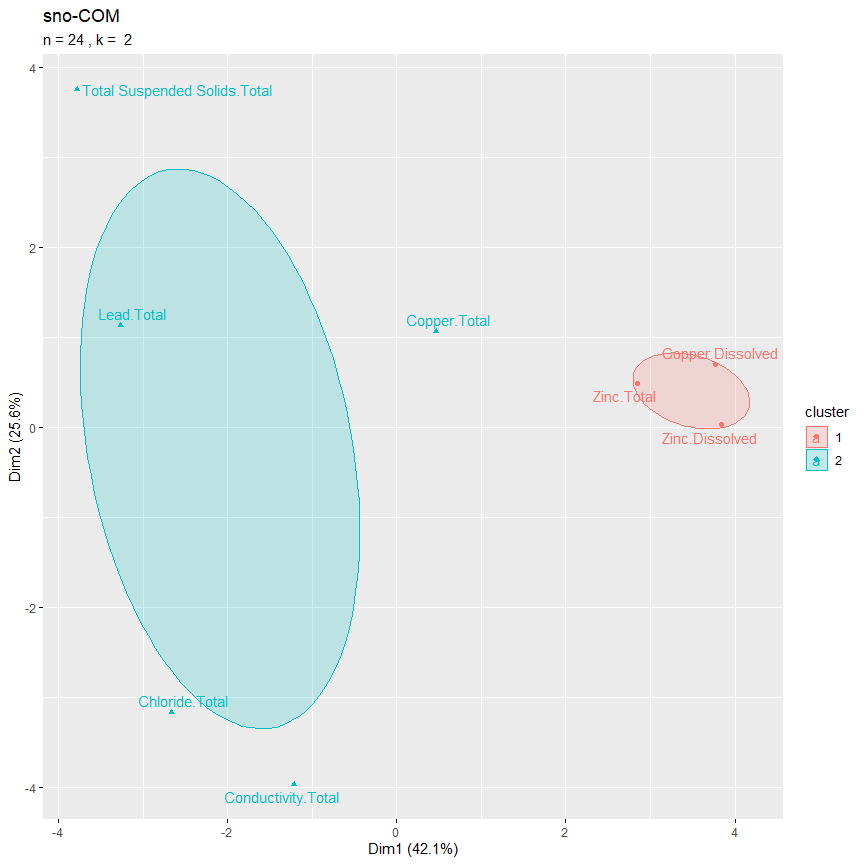 sno-COM
n = 24 , k =  2
4
Total Suspended Solids.Total
2
Lead.Total
Copper.Total
Copper.Dissolved
Zinc.Total
Zinc.Dissolved
0
Dim2 (25.6%)
cluster
1
2
-2
Chloride.Total
-4
Conductivity.Total
-4
-2
0
2
4
Dim1 (42.1%)